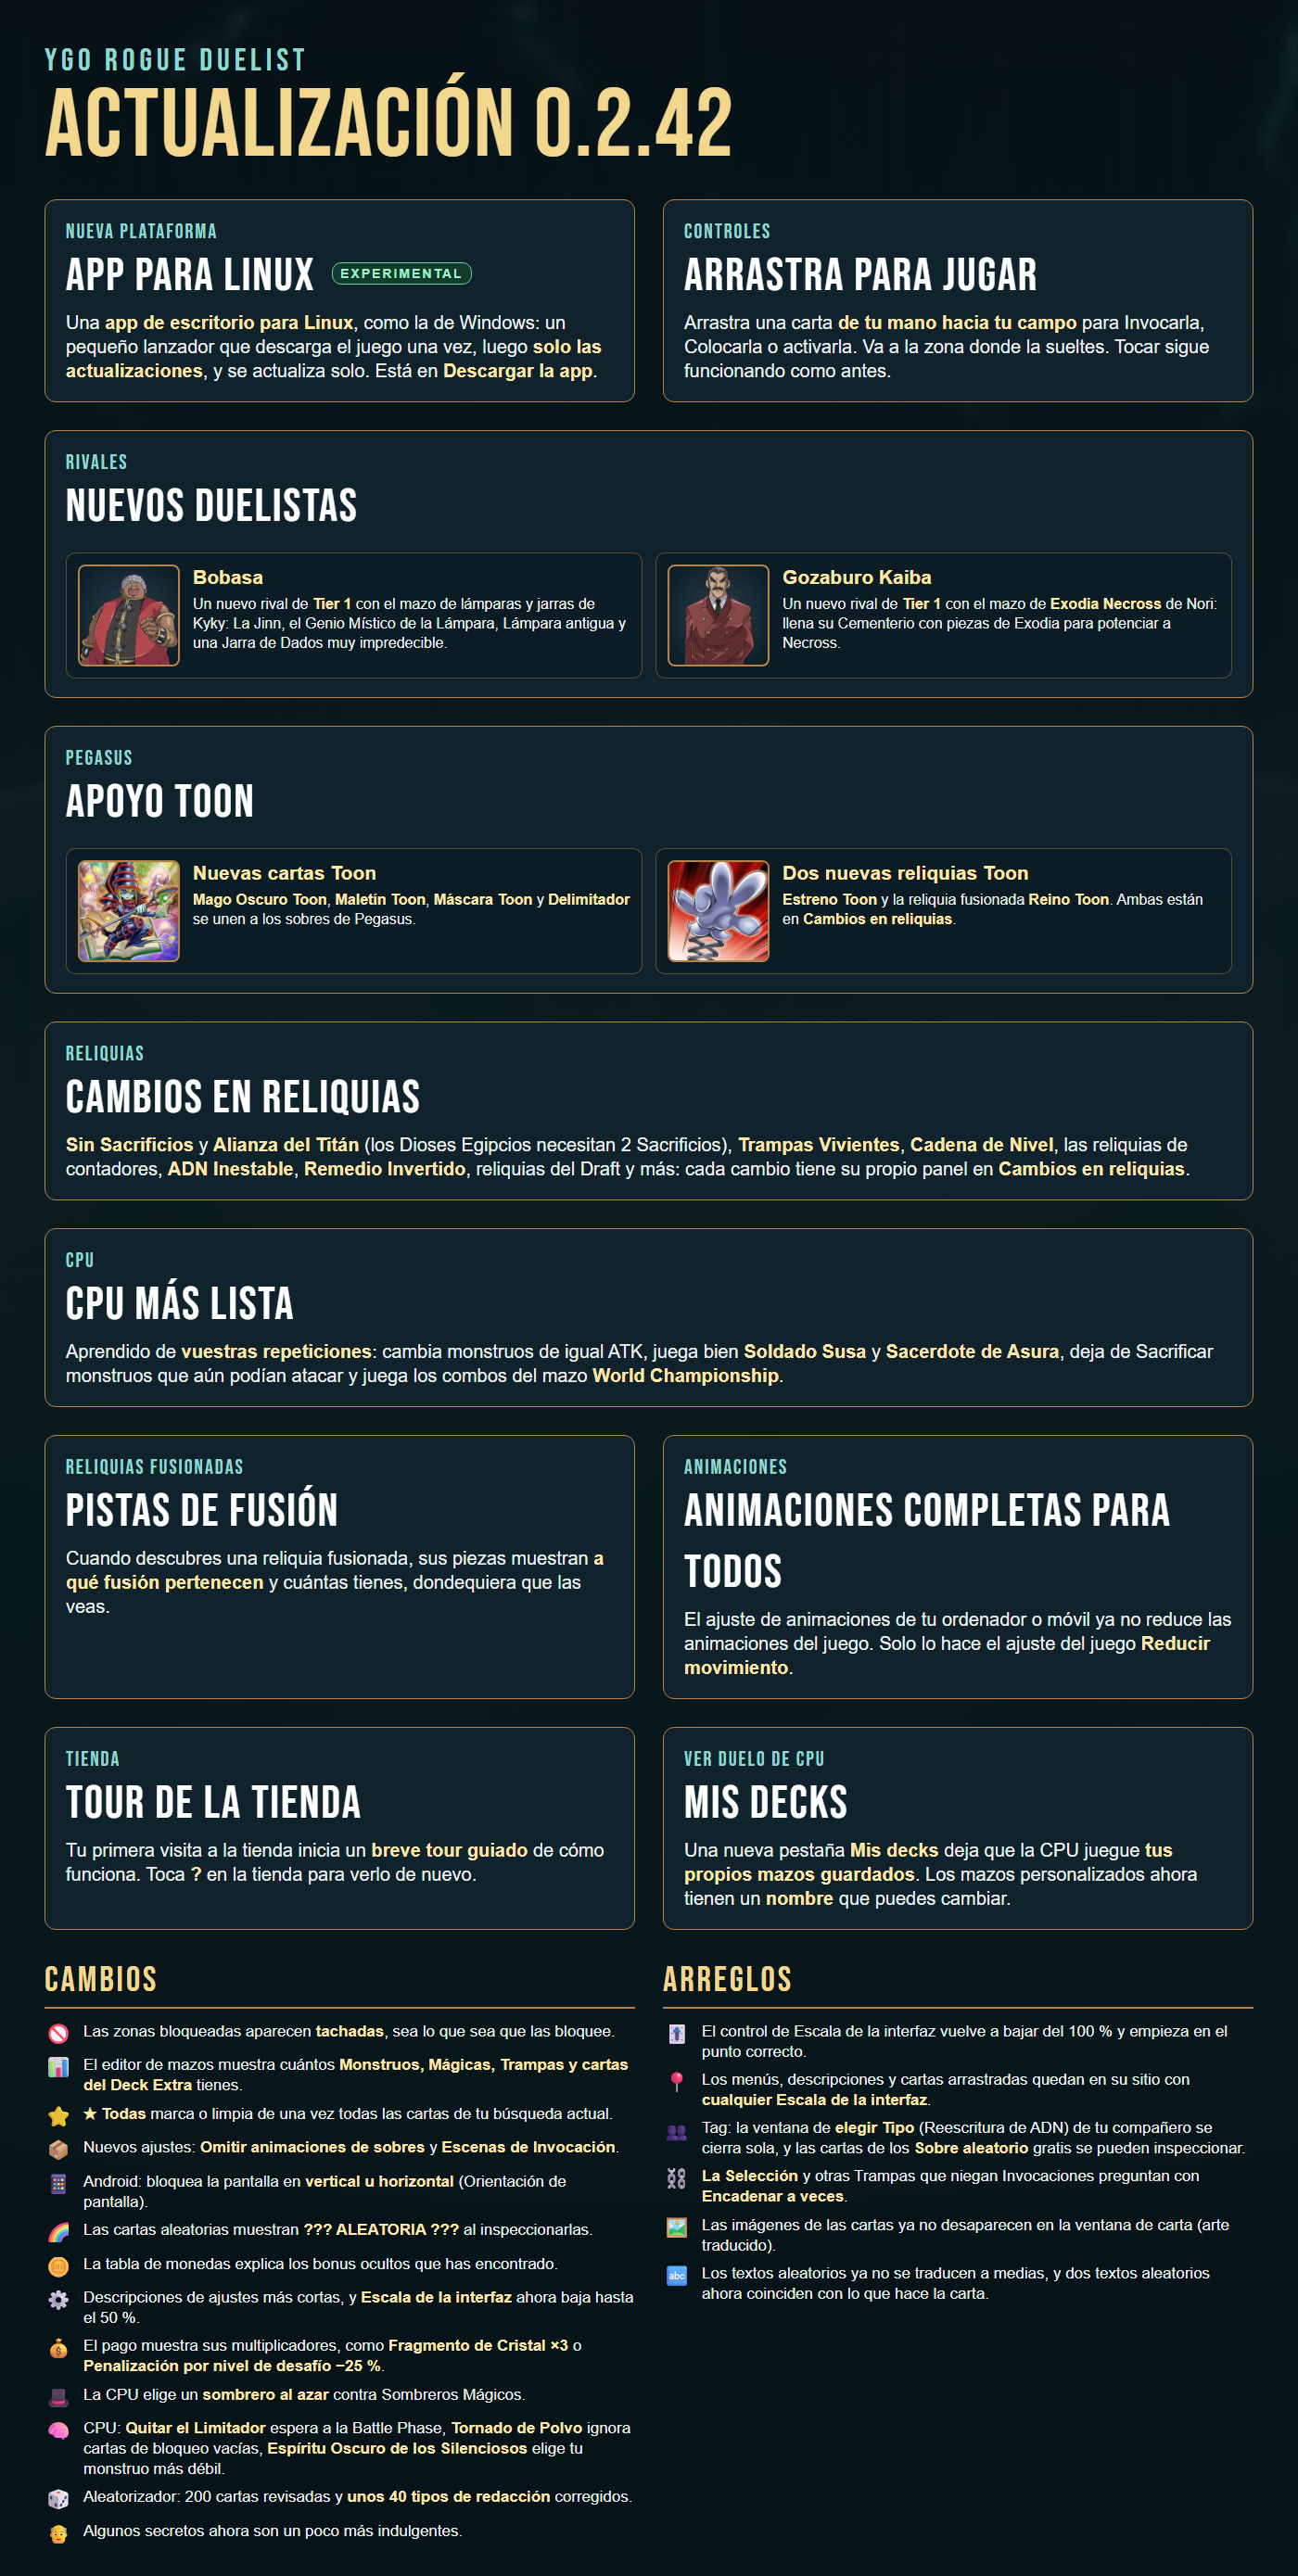 YGO ROGUE DUELIST
ACTUALIZACIÓN 0.2.42
NUEVA PLATAFORMA
APP PARA LINUX EXPERIMENTAL
Una app de escritorio para Linux, como la de Windows: un
pequeño lanzador que descarga el juego una vez, luego solo las
actualizaciones, y se actualiza solo. Está en Descargar la app.
CONTROLES
ARRASTRA PARA JUGAR
Arrastra una carta de tu mano hacia tu campo para Invocarla,
Colocarla o activarla. Va a la zona donde la sueltes. Tocar sigue
funcionando como antes.
RIVALES
NUEVOS DUELISTAS
Bobasa
Un nuevo rival de Tier 1 con el mazo de lámparas y jarras de
Kyky: La Jinn, el Genio Místico de la Lámpara, Lámpara antigua y
una Jarra de Dados muy impredecible.
Gozaburo Kaiba
Un nuevo rival de Tier 1 con el mazo de Exodia Necross de Nori:
llena su Cementerio con piezas de Exodia para potenciar a
Necross.
PEGASUS
APOYO TOON
Nuevas cartas Toon
Mago Oscuro Toon, Maletín Toon, Máscara Toon y Delimitador
se unen a los sobres de Pegasus.
Dos nuevas reliquias Toon
Estreno Toon y la reliquia fusionada Reino Toon. Ambas están
en Cambios en reliquias.
RELIQUIAS
CAMBIOS EN RELIQUIAS
Sin Sacrificios y Alianza del Titán (los Dioses Egipcios necesitan 2 Sacrificios), Trampas Vivientes, Cadena de Nivel, las reliquias de
contadores, ADN Inestable, Remedio Invertido, reliquias del Draft y más: cada cambio tiene su propio panel en Cambios en reliquias.
CPU
CPU MÁS LISTA
Aprendido de vuestras repeticiones: cambia monstruos de igual ATK, juega bien Soldado Susa y Sacerdote de Asura, deja de Sacrificar
monstruos que aún podían atacar y juega los combos del mazo World Championship.
RELIQUIAS FUSIONADAS
PISTAS DE FUSIÓN
Cuando descubres una reliquia fusionada, sus piezas muestran a
qué fusión pertenecen y cuántas tienes, dondequiera que las
veas.
ANIMACIONES
ANIMACIONES COMPLETAS PARA
TODOS
El ajuste de animaciones de tu ordenador o móvil ya no reduce las
animaciones del juego. Solo lo hace el ajuste del juego Reducir
movimiento.
TIENDA
TOUR DE LA TIENDA
Tu primera visita a la tienda inicia un breve tour guiado de cómo
funciona. Toca ? en la tienda para verlo de nuevo.
VER DUELO DE CPU
MIS DECKS
Una nueva pestaña Mis decks deja que la CPU juegue tus
propios mazos guardados. Los mazos personalizados ahora
tienen un nombre que puedes cambiar.
CAMBIOS
Las zonas bloqueadas aparecen tachadas, sea lo que sea que las bloquee.
El editor de mazos muestra cuántos Monstruos, Mágicas, Trampas y cartas
del Deck Extra tienes.
★ Todas marca o limpia de una vez todas las cartas de tu búsqueda actual.
Nuevos ajustes: Omitir animaciones de sobres y Escenas de Invocación.
Android: bloquea la pantalla en vertical u horizontal (Orientación de
pantalla).
Las cartas aleatorias muestran ??? ALEATORIA ??? al inspeccionarlas.
La tabla de monedas explica los bonus ocultos que has encontrado.
Descripciones de ajustes más cortas, y Escala de la interfaz ahora baja hasta
el 50 %.
El pago muestra sus multiplicadores, como Fragmento de Cristal ×3 o
Penalización por nivel de desafío −25 %.
La CPU elige un sombrero al azar contra Sombreros Mágicos.
CPU: Quitar el Limitador espera a la Battle Phase, Tornado de Polvo ignora
cartas de bloqueo vacías, Espíritu Oscuro de los Silenciosos elige tu
monstruo más débil.
Aleatorizador: 200 cartas revisadas y unos 40 tipos de redacción corregidos.
Algunos secretos ahora son un poco más indulgentes.
ARREGLOS
El control de Escala de la interfaz vuelve a bajar del 100 % y empieza en el
punto correcto.
Los menús, descripciones y cartas arrastradas quedan en su sitio con
cualquier Escala de la interfaz.
Tag: la ventana de elegir Tipo (Reescritura de ADN) de tu compañero se
cierra sola, y las cartas de los Sobre aleatorio gratis se pueden inspeccionar.
La Selección y otras Trampas que niegan Invocaciones preguntan con
Encadenar a veces.
Las imágenes de las cartas ya no desaparecen en la ventana de carta (arte
traducido).
abc
Los textos aleatorios ya no se traducen a medias, y dos textos aleatorios
ahora coinciden con lo que hace la carta.